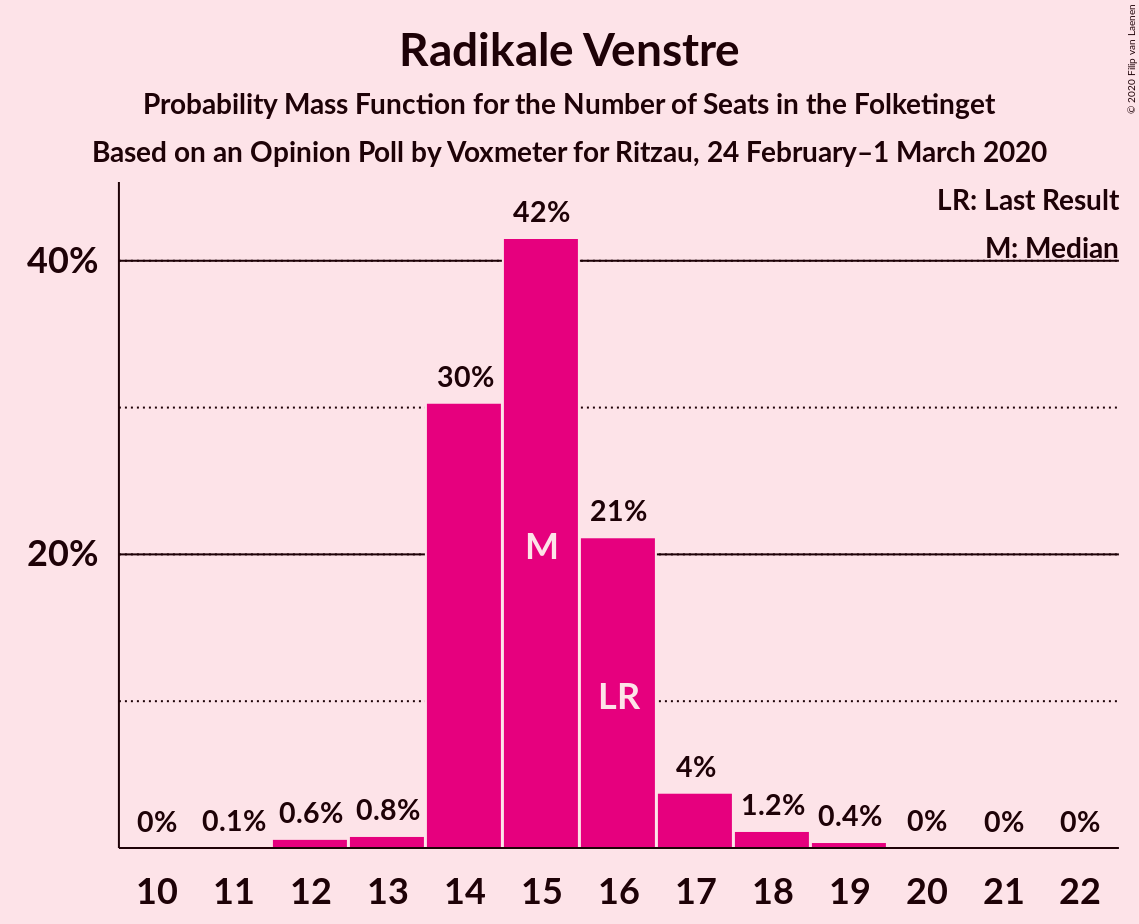 Radikale Venstre
Probability Mass Function for the Number of Seats in the Folketinget
Based on an Opinion Poll by Voxmeter for Ritzau, 24 February–1 March 2020
© 2020 Filip van Laenen
LR: Last Result
M: Median
40%
20%
0%
0.1%
0.6%
0.8%
30%
42%
21%
4%
1.2%
0.4%
0%
0%
0%
M
LR
10 11 12 13 14 15 16 17 18 19 20 21 22